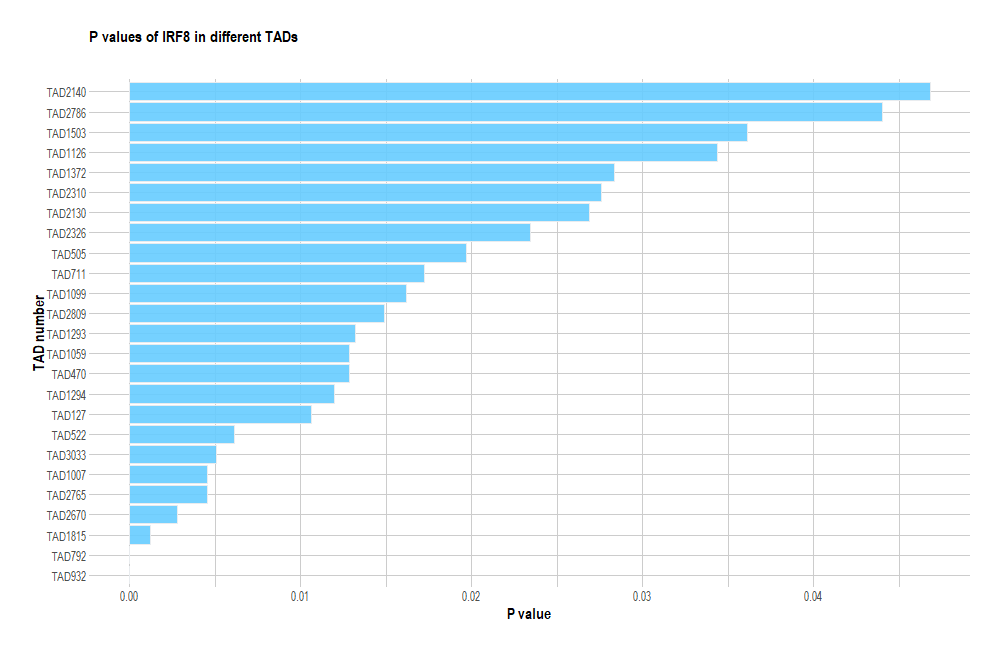 P values of IRF8 in different TADs
TAD number
TAD2140
TAD2786
TAD1503
TAD1126
TAD1372
TAD2310
TAD2130
TAD2326
TAD505
TAD711
TAD1099
TAD2809
TAD1293
TAD1059
TAD470
TAD1294
TAD127
TAD522
TAD3033
TAD1007
TAD2765
TAD2670
TAD1815
TAD792
TAD932
0.00 0.01 0.02 0.03 0.04
P value